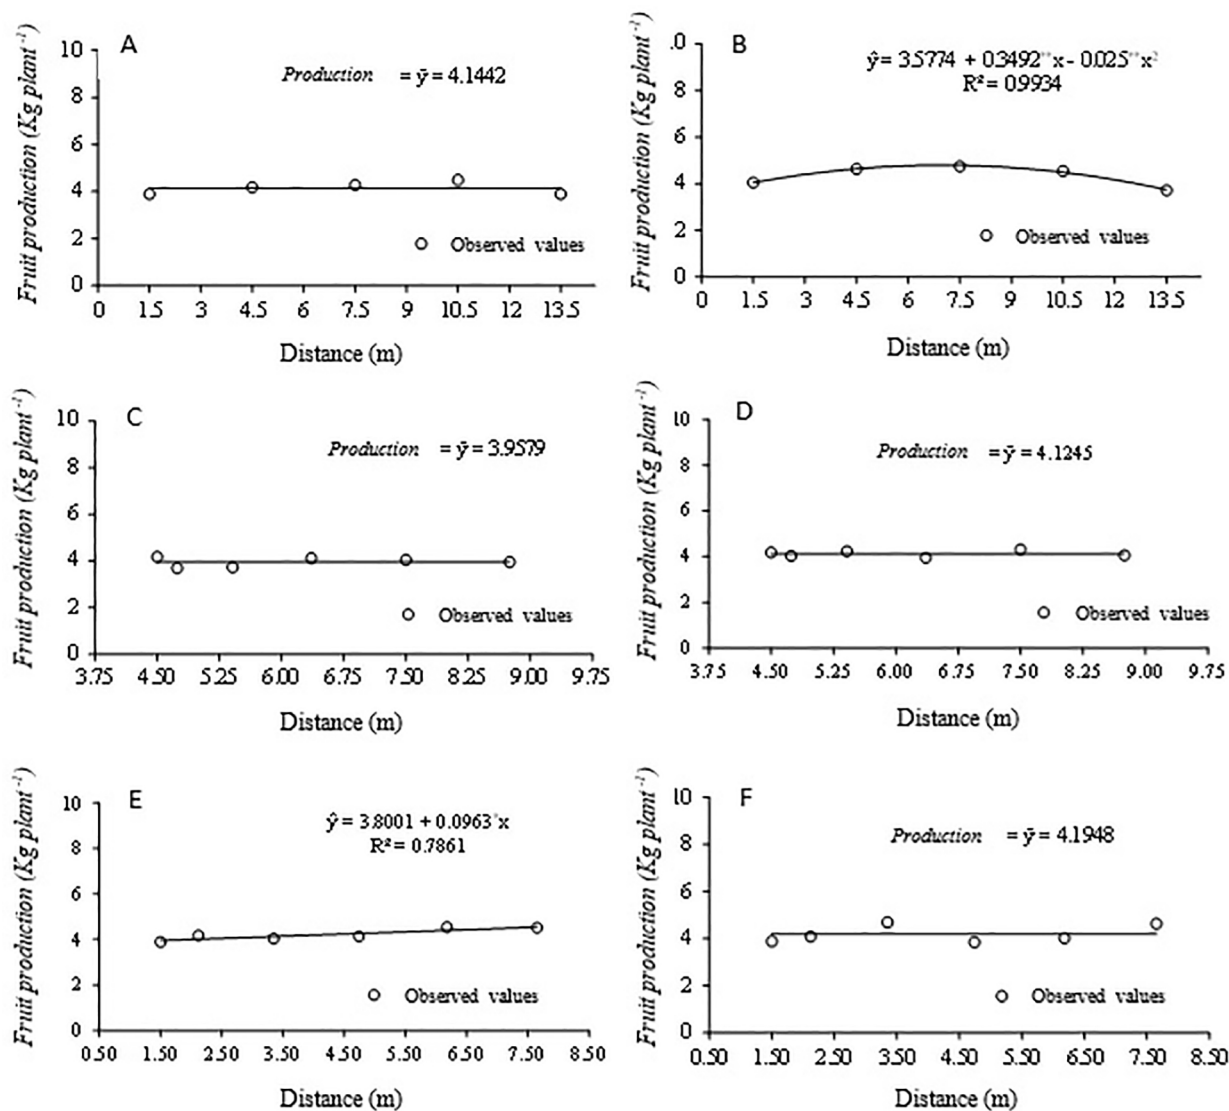 A
Fruit production (Kg plant⁻¹)
10
8
6
4
2
0
Production = ȳ = 4.1442
Observed values
0 1.5 3 4.5 6 7.5 9 10.5 12 13.5
Distance (m)
B
Fruit production (Kg plant⁻¹)
.0
8
6
4
2
0
ŷ = 3.5774 + 0.3492**x - 0.025**x²
R² = 0.9934
Observed values
0 1.5 3 4.5 6 7.5 9 10.5 12 13.5
Distance (m)
C
Fruit production (Kg plant⁻¹)
10
8
6
4
2
0
Production = ȳ = 3.9579
Observed values
3.75 4.50 5.25 6.00 6.75 7.50 8.25 9.00 9.75
Distance (m)
D
Fruit production (Kg plant⁻¹)
10
8
6
4
2
0
Production = ȳ = 4.1245
Observed values
3.75 4.50 5.25 6.00 6.75 7.50 8.25 9.00 9.75
Distance (m)
E
Fruit production (Kg plant⁻¹)
10
8
6
4
2
0
ŷ = 3.8001 + 0.0963*x
R² = 0.7861
Observed values
0.50 1.50 2.50 3.50 4.50 5.50 6.50 7.50 8.50
Distance (m)
F
Fruit production (Kg plant⁻¹)
10
8
6
4
2
0
Production = ȳ = 4.1948
Observed values
0.50 1.50 2.50 3.50 4.50 5.50 6.50 7.50 8.50
Distance (m)